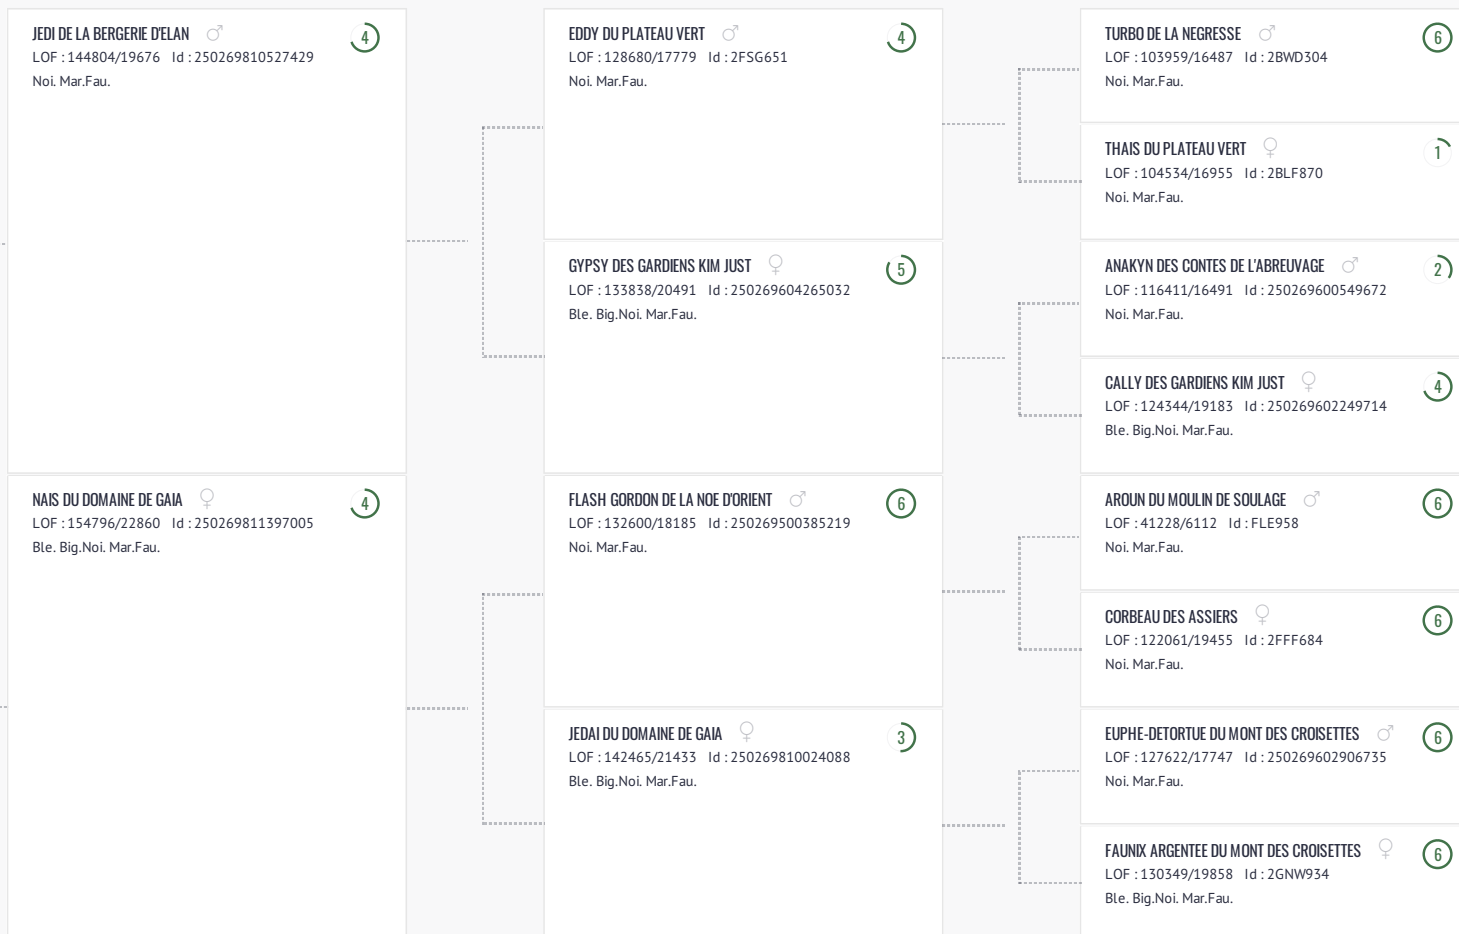 JEDI DE LA BERGERIE D'ELAN
4
LOF : 144804/19676 Id : 250269810527429
Noi. Mar.Fau.
NAIS DU DOMAINE DE GAIA
4
LOF : 154796/22860 Id : 250269811397005
Ble. Big.Noi. Mar.Fau.
EDDY DU PLATEAU VERT
4
LOF : 128680/17779 Id : 2FSG651
Noi. Mar.Fau.
GYPSY DES GARDIENS KIM JUST
5
LOF : 133838/20491 Id : 250269604265032
Ble. Big.Noi. Mar.Fau.
FLASH GORDON DE LA NOE D'ORIENT
6
LOF : 132600/18185 Id : 250269500385219
Noi. Mar.Fau.
JEDAI DU DOMAINE DE GAIA
3
LOF : 142465/21433 Id : 250269810024088
Ble. Big.Noi. Mar.Fau.
TURBO DE LA NEGRESSE
6
LOF : 103959/16487 Id : 2BWD304
Noi. Mar.Fau.
THAIS DU PLATEAU VERT
1
LOF : 104534/16955 Id : 2BLF870
Noi. Mar.Fau.
ANAKYN DES CONTES DE L'ABREUVAGE
2
LOF : 116411/16491 Id : 250269600549672
Noi. Mar.Fau.
CALLY DES GARDIENS KIM JUST
4
LOF : 124344/19183 Id : 250269602249714
Ble. Big.Noi. Mar.Fau.
AROUN DU MOULIN DE SOULAGE
6
LOF : 41228/6112 Id : FLE958
Noi. Mar.Fau.
CORBEAU DES ASSIERS
6
LOF : 122061/19455 Id : 2FFF684
Noi. Mar.Fau.
EUPHE-DETORTUE DU MONT DES CROISETTES
6
LOF : 127622/17747 Id : 250269602906735
Noi. Mar.Fau.
FAUNIX ARGENTEE DU MONT DES CROISETTES
6
LOF : 130349/19858 Id : 2GNW934
Ble. Big.Noi. Mar.Fau.